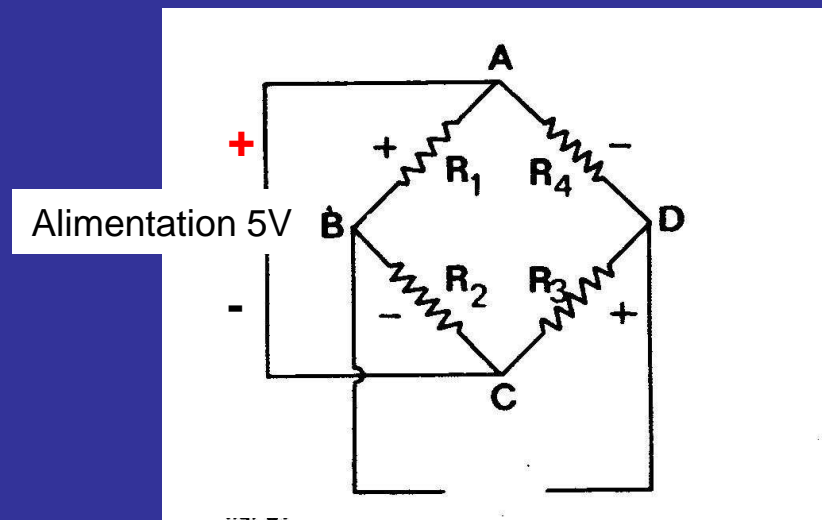 A
+
+
-
R1
R4
Alimentation 5V
B
D
R2
R3
-
-
+
C